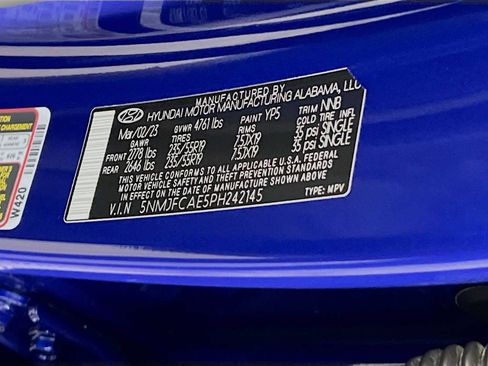 MANUFACTURED BY
HYUNDAI MOTOR MANUFACTURING ALABAMA, LLC
Mar/02/23 GVWR 4761 lbs PAINT YP5 TRIM NNB
GAWR TIRES RIMS COLD TIRE INFL
FRONT 2778 lbs 235/55R19 7.5JX19 35 psi SINGLE
REAR 2646 lbs 235/55R19 7.5JX19 35 psi SINGLE
THIS VEHICLE CONFORMS TO ALL APPLICABLE U.S.A. FEDERAL
MOTOR VEHICLE SAFETY AND THEFT PREVENTION STANDARDS
IN EFFECT ON THE DATE OF MANUFACTURE SHOWN ABOVE.
V.I.N 5NMJFCAE5PH242145 TYPE: MPV
W420